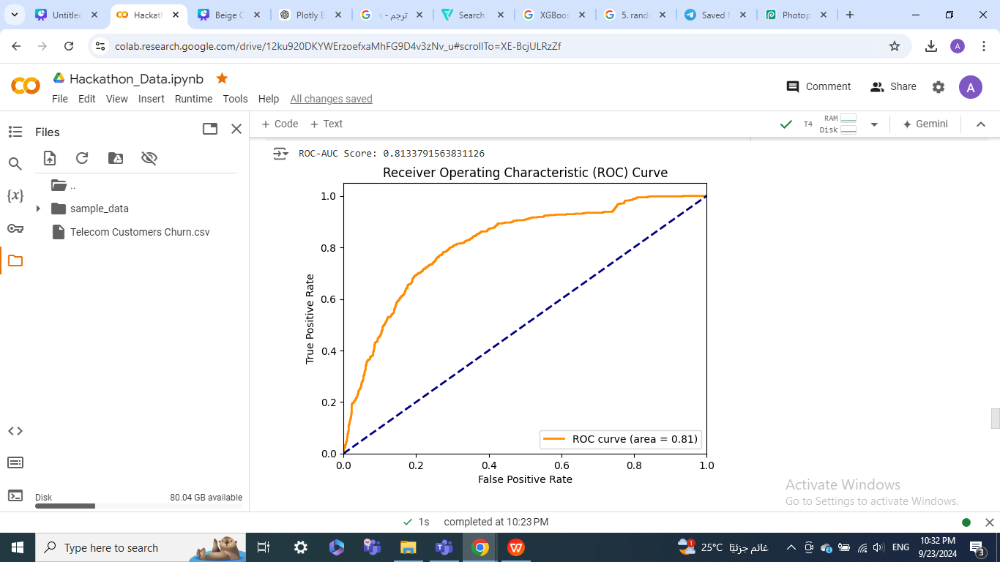 Untitled
Hackath
Beige C
Plotly E
ترجم - n
Search
XGBoos
5. rand
Saved
Photop
colab.research.google.com/drive/12ku920DKYWErzoefxaMhFG9D4v3zNv_u#scrollTo=XE-BcjULRzZf
A
Hackathon_Data.ipynb
File Edit View Insert Runtime Tools Help All changes saved
Comment
Share
A
Files
+ Code + Text
T4
RAM
Disk
Gemini
..
sample_data
Telecom Customers Churn.csv
{x}
Disk 80.04 GB available
ROC-AUC Score: 0.8133791563831126
Receiver Operating Characteristic (ROC) Curve
True Positive Rate
1.0
0.8
0.6
0.4
0.2
0.0
ROC curve (area = 0.81)
0.0 0.2 0.4 0.6 0.8 1.0
False Positive Rate
Activate Windows
Go to Settings to activate Windows.
1s completed at 10:23 PM
Type here to search
1
25°C غائم جزئيًا
ENG
10:32 PM
9/23/2024
3